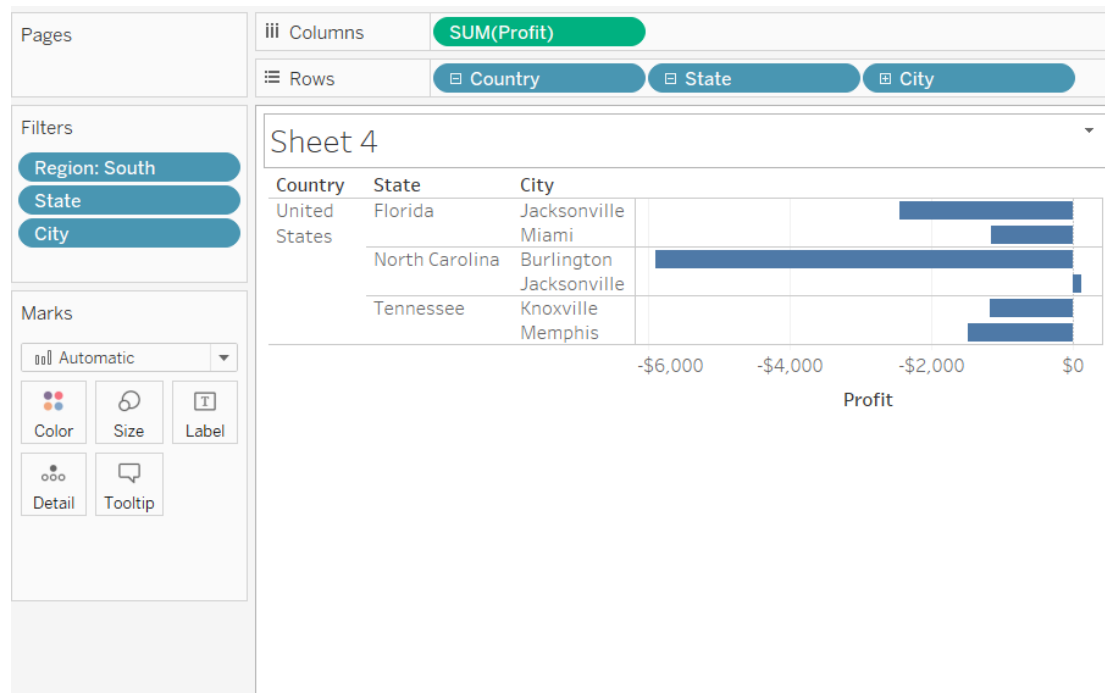 Pages
Columns
SUM(Profit)
Rows
Country
State
City
Filters
Region: South
State
City
Marks
Automatic
Color
Size
Label
Detail
Tooltip
Sheet 4
Country State City
United States
Florida
Jacksonville
Miami
North Carolina
Burlington
Jacksonville
Tennessee
Knoxville
Memphis
-$6,000 -$4,000 -$2,000 $0
Profit